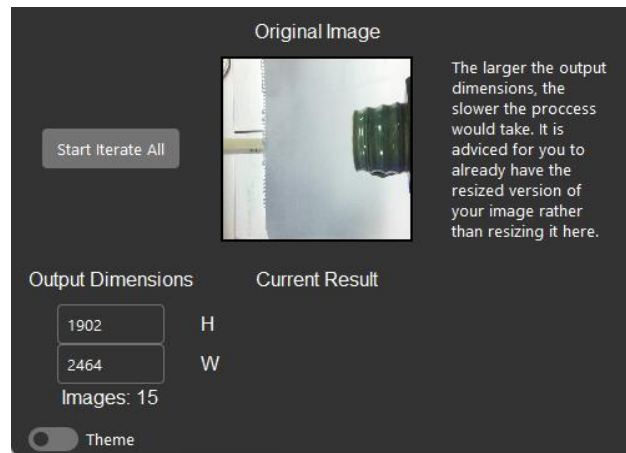 Original Image
The larger the output
dimensions, the
slower the proccess
would take. It is
adviced for you to
already have the
resized version of
your image rather
than resizing it here.
Start Iterate All
Output Dimensions
Current Result
1902 H
2464 W
Images: 15
Theme